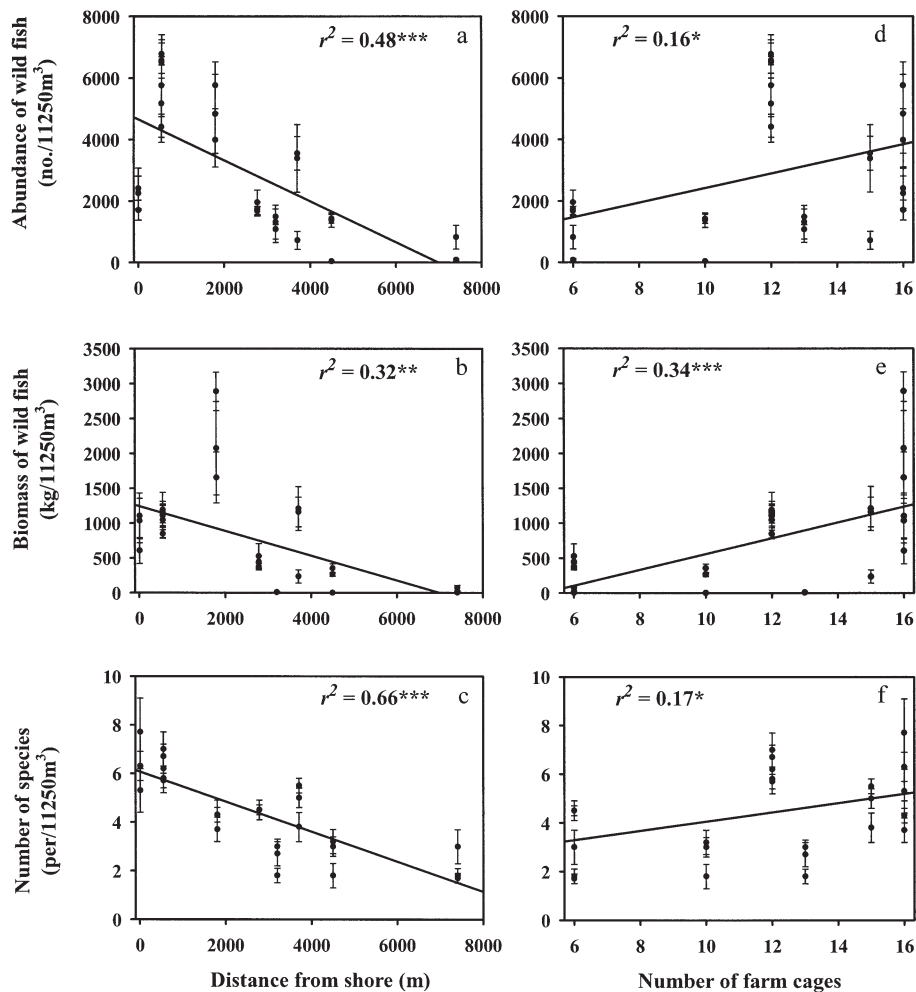 Abundance of wild fish
(no./11250m³)
8000
6000
4000
2000
0
r² = 0.48***
a
0 2000 4000 6000 8000
r² = 0.16*
d
8000
6000
4000
2000
0
6 8 10 12 14 16
Biomass of wild fish
(kg/11250m³)
3500
3000
2500
2000
1500
1000
500
0
r² = 0.32**
b
0 2000 4000 6000 8000
3500
3000
2500
2000
1500
1000
500
0
r² = 0.34***
e
6 8 10 12 14 16
Number of species
(per/11250m³)
10
8
6
4
2
0
r² = 0.66***
c
0 2000 4000 6000 8000
Distance from shore (m)
10
8
6
4
2
0
r² = 0.17*
f
6 8 10 12 14 16
Number of farm cages